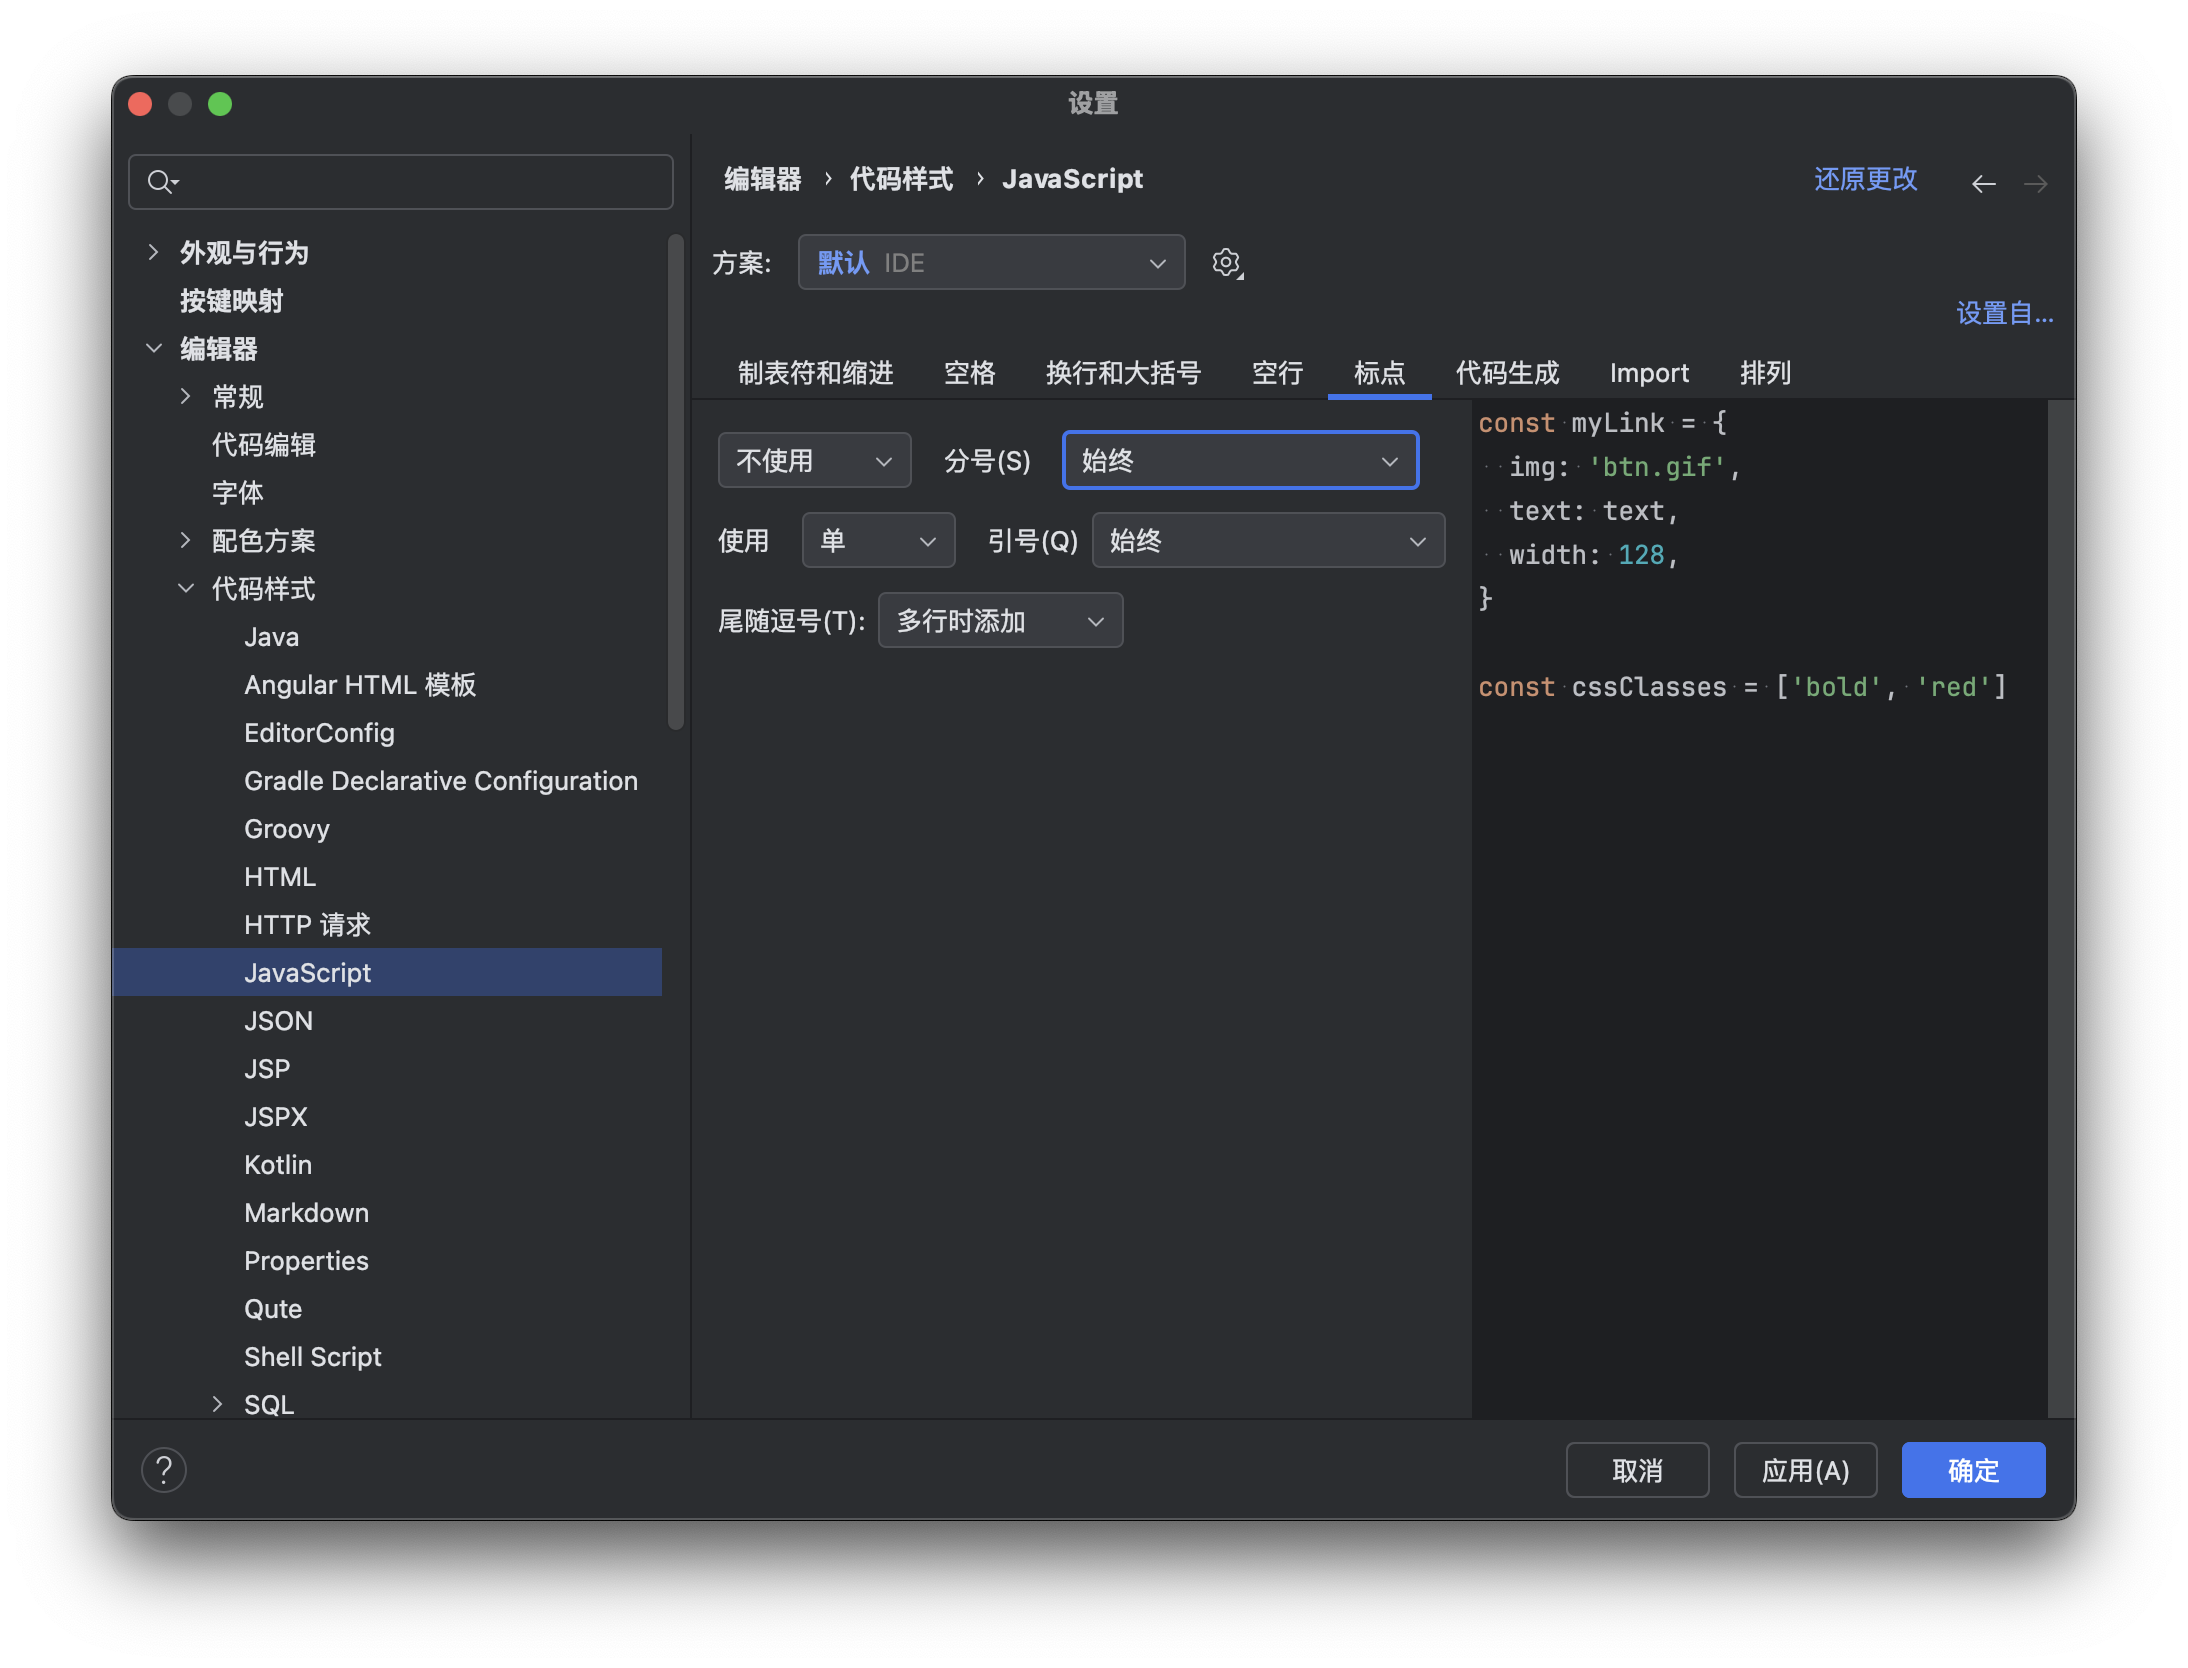 设置
外观与行为
按键映射
编辑器
常规
代码编辑
字体
配色方案
代码样式
Java
Angular HTML 模板
EditorConfig
Gradle Declarative Configuration
Groovy
HTML
HTTP 请求
JavaScript
JSON
JSP
JSPX
Kotlin
Markdown
Properties
Qute
Shell Script
SQL
编辑器 › 代码样式 › JavaScript
还原更改
方案: 默认 IDE
设置自...
制表符和缩进 空格 换行和大括号 空行 标点 代码生成 Import 排列
不使用 分号(S) 始终
使用 单 引号(Q) 始终
尾随逗号(T): 多行时添加
const myLink = {
img: 'btn.gif',
text: text,
width: 128,
}
const cssClasses = ['bold', 'red']
?
取消 应用(A) 确定